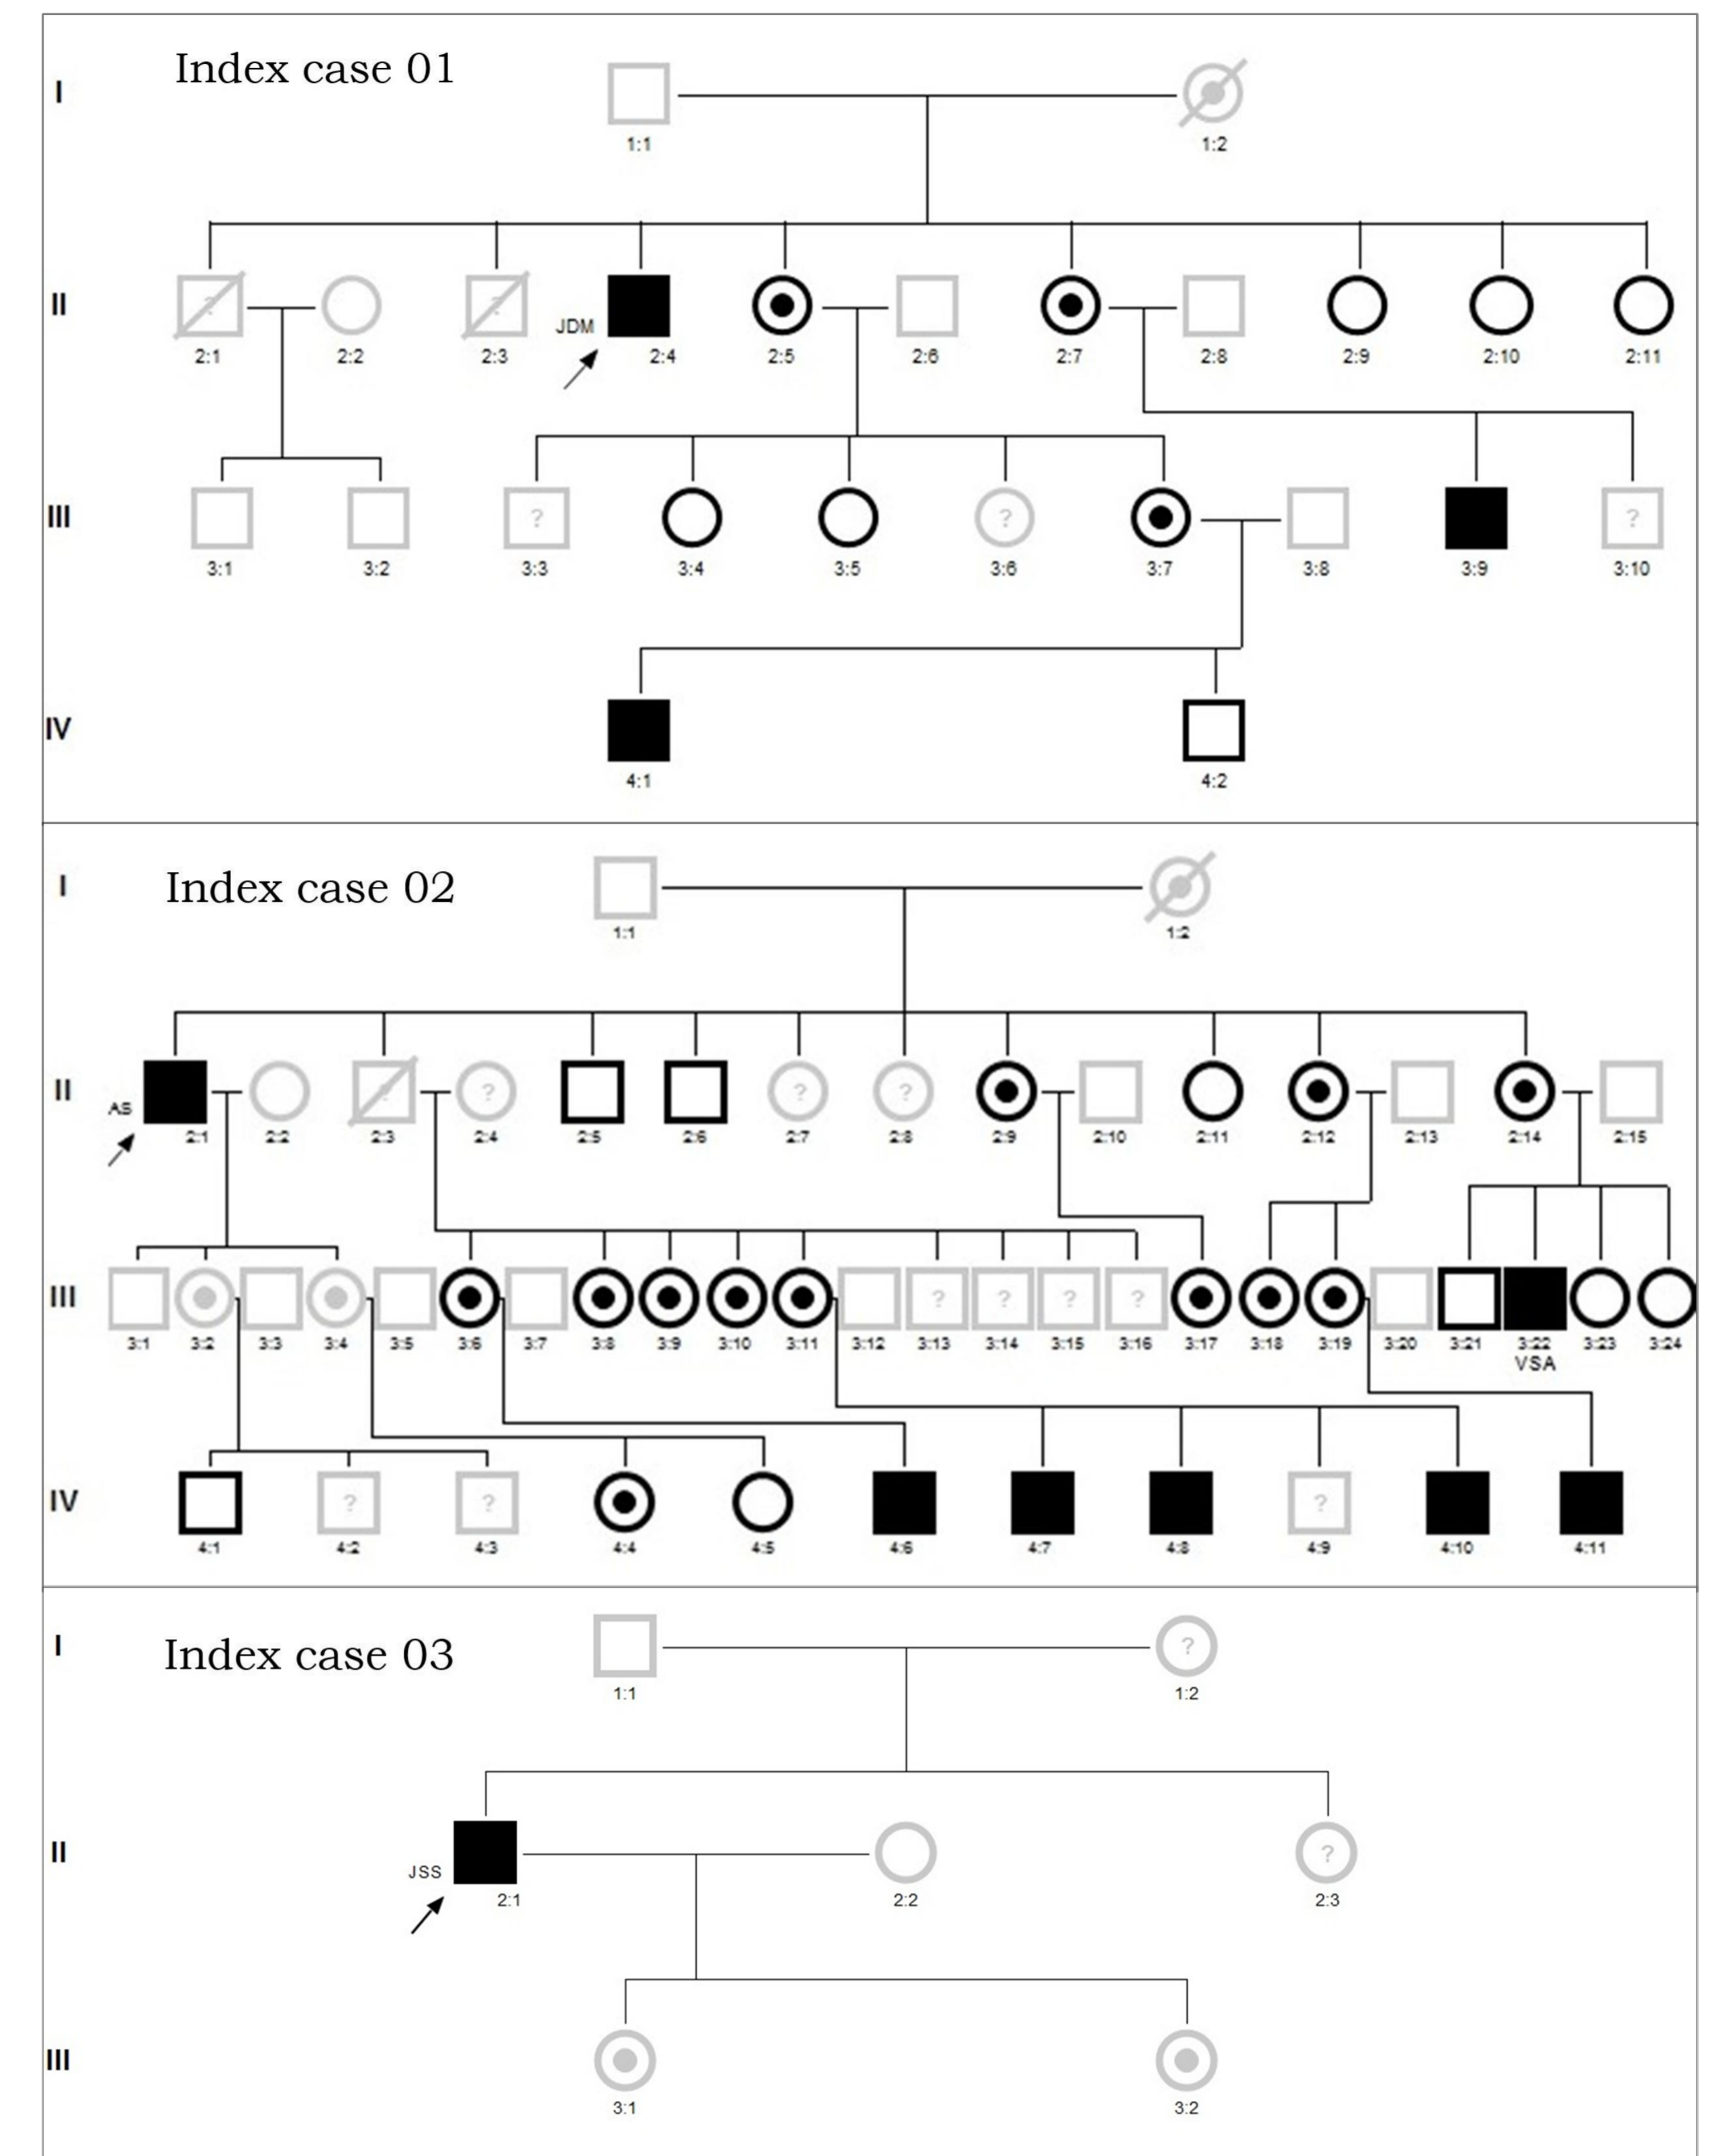 Index case 01
I
1:1 1:2
II
? ? JDM
2:1 2:2 2:3 2:4 2:5 2:6 2:7 2:8 2:9 2:10 2:11
III
? ? ?
3:1 3:2 3:3 3:4 3:5 3:6 3:7 3:8 3:9 3:10
IV
4:1 4:2
Index case 02
I
1:1 1:2
II
? ? ? ?
AS
2:1 2:2 2:3 2:4 2:5 2:6 2:7 2:8 2:9 2:10 2:11 2:12 2:13 2:14 2:15
III
? ? ? ?
3:1 3:2 3:3 3:4 3:5 3:6 3:7 3:8 3:9 3:10 3:11 3:12 3:13 3:14 3:15 3:16 3:17 3:18 3:19 3:20 3:21 3:22 3:23 3:24
VSA
IV
? ? ?
4:1 4:2 4:3 4:4 4:5 4:6 4:7 4:8 4:9 4:10 4:11
Index case 03
I
?
1:1 1:2
II
?
JSS
2:1 2:2 2:3
III
3:1 3:2